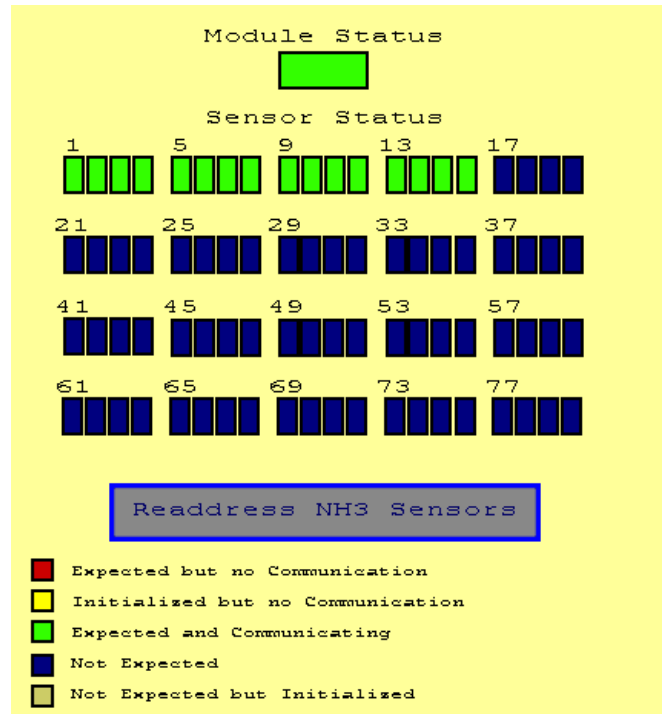 Module Status
Sensor Status
1 5 9 13 17
21 25 29 33 37
41 45 49 53 57
61 65 69 73 77
Readdress NH3 Sensors
Expected but no Communication
Initialized but no Communication
Expected and Communicating
Not Expected
Not Expected but Initialized